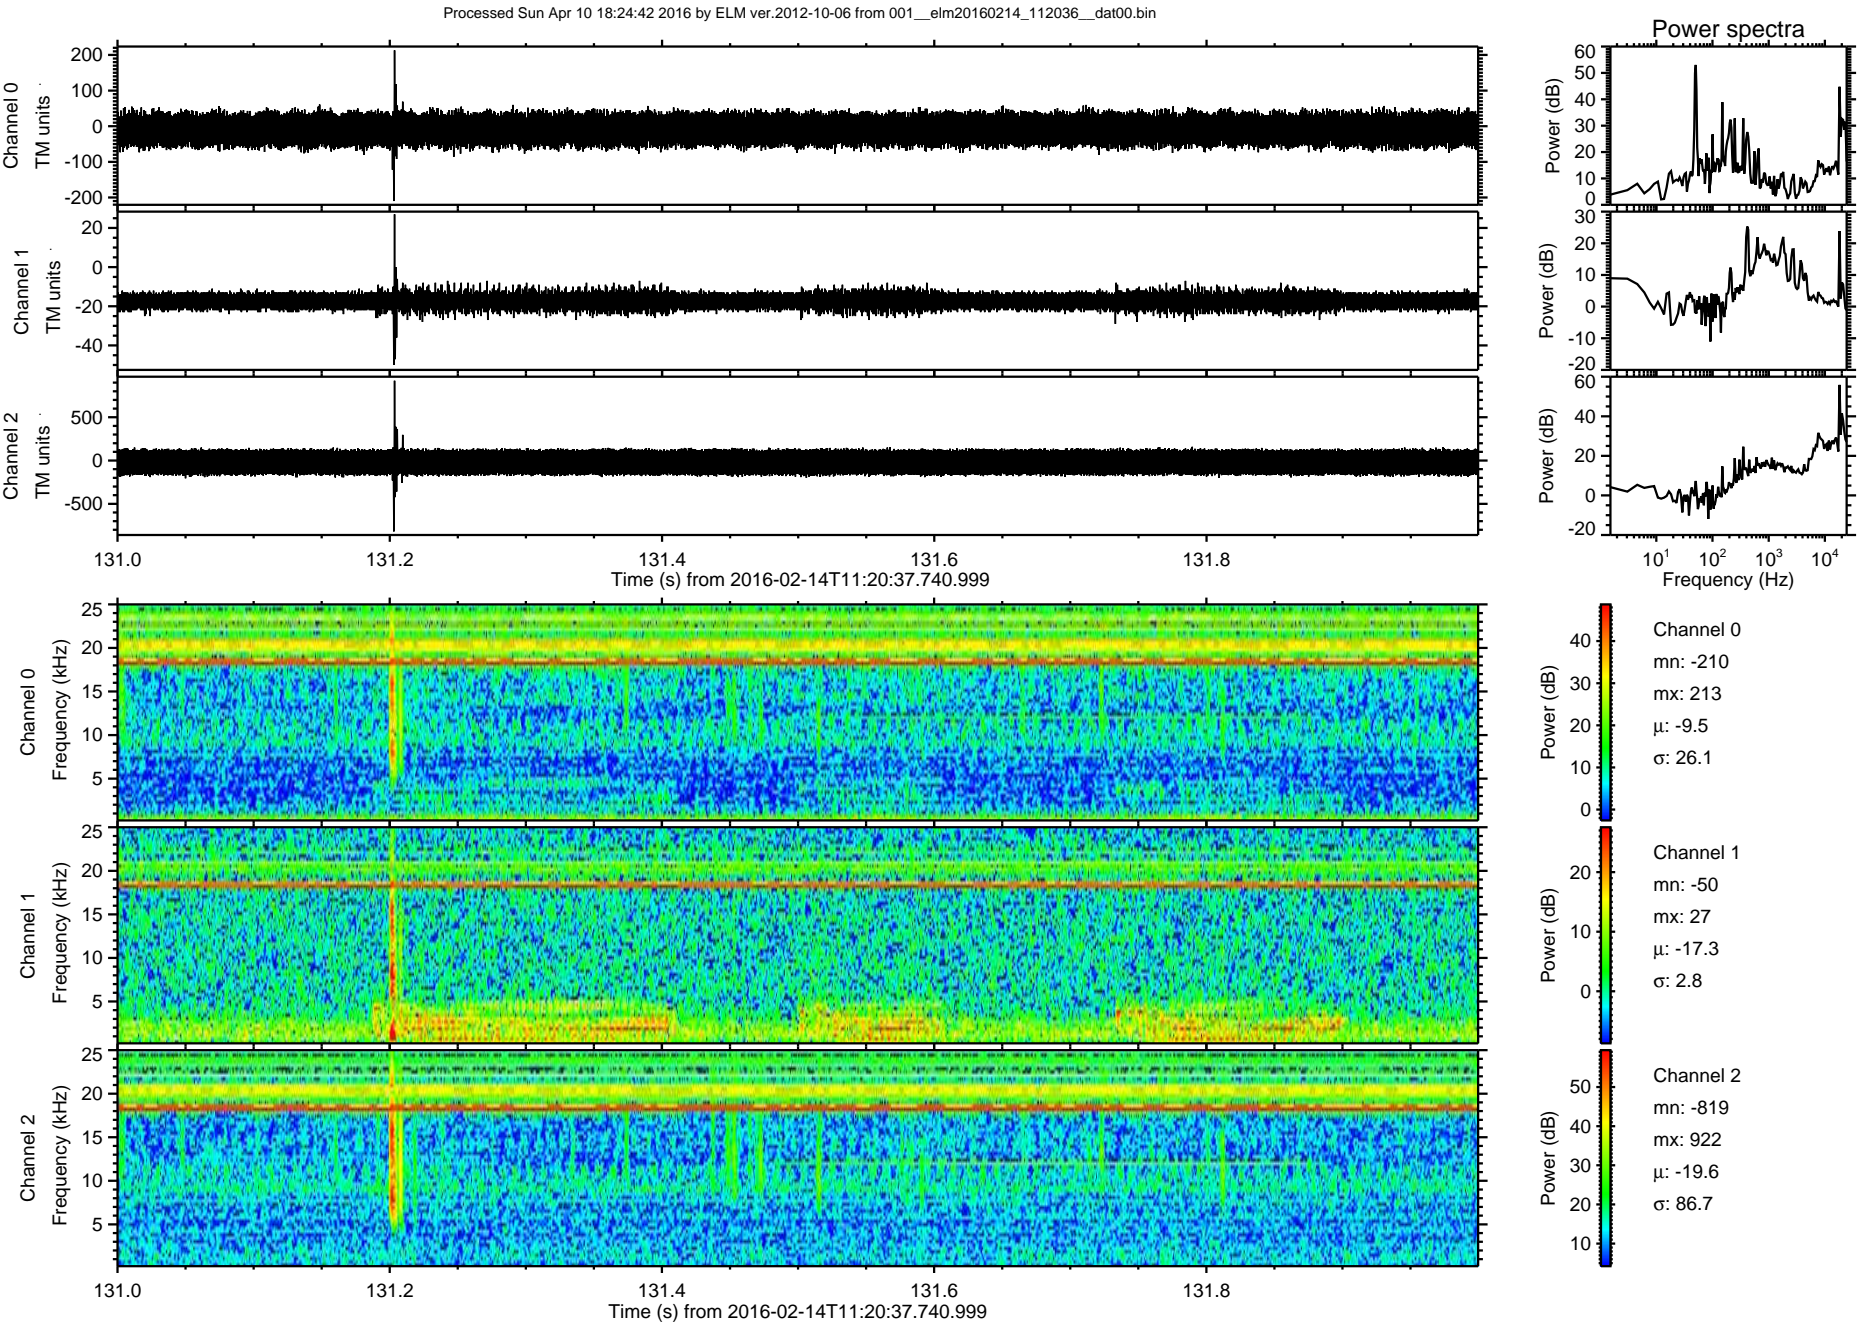 Processed Sun Apr 10 18:24:42 2016 by ELM ver.2012-10-06 from 001__elm20160214_112036__dat00.bin
Power spectra
Channel 0
TM units
200
100
0
-100
-200
Power (dB)
60
50
40
30
20
10
0
Channel 1
TM units
20
0
-20
-40
Power (dB)
30
20
10
0
-10
-20
Channel 2
TM units
500
0
-500
Power (dB)
60
40
20
0
-20
131.0 131.2 131.4 131.6 131.8
Time (s) from 2016-02-14T11:20:37.740.999
10¹ 10² 10³ 10⁴
Frequency (Hz)
Channel 0
Frequency (kHz)
25
20
15
10
5
Power (dB)
40
30
20
10
0
Channel 0
mn: -210
mx: 213
μ: -9.5
σ: 26.1
Channel 1
Frequency (kHz)
25
20
15
10
5
Power (dB)
20
10
0
Channel 1
mn: -50
mx: 27
μ: -17.3
σ: 2.8
Channel 2
Frequency (kHz)
25
20
15
10
5
Power (dB)
50
40
30
20
10
Channel 2
mn: -819
mx: 922
μ: -19.6
σ: 86.7
131.0 131.2 131.4 131.6 131.8
Time (s) from 2016-02-14T11:20:37.740.999